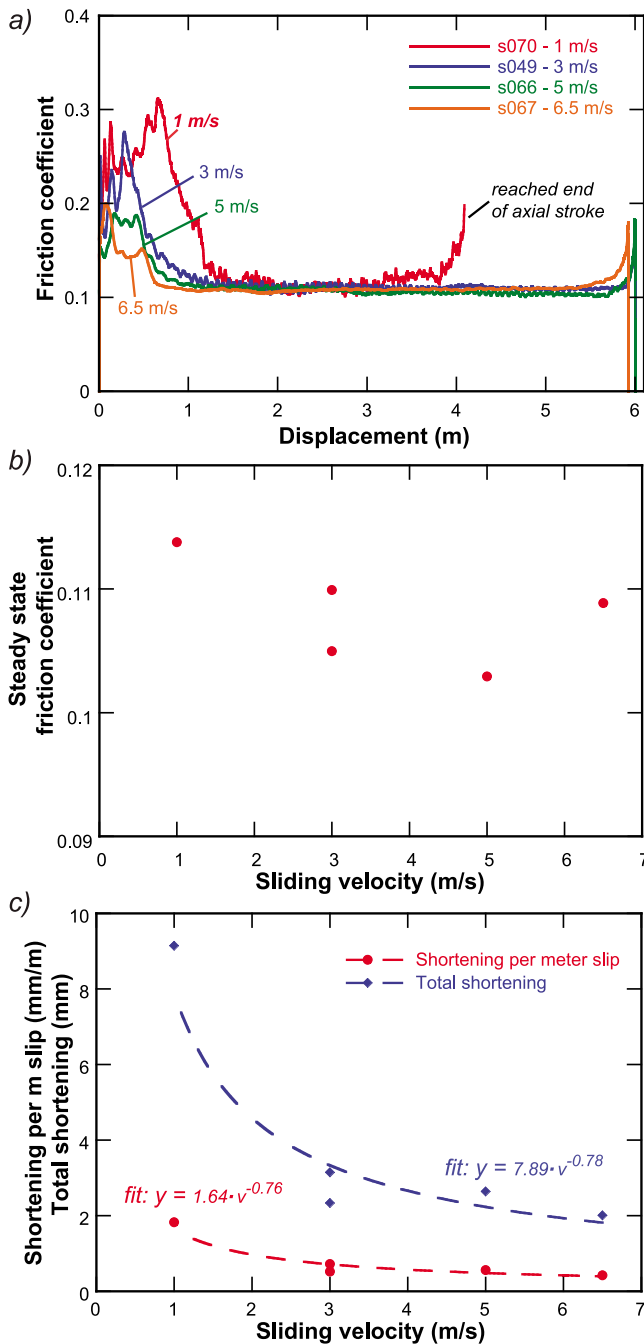 a)
0.4
0.3
0.2
0.1
0
Friction coefficient
s070 - 1 m/s
s049 - 3 m/s
s066 - 5 m/s
s067 - 6.5 m/s
1 m/s
3 m/s
5 m/s
6.5 m/s
reached end
of axial stroke
0 1 2 3 4 5 6
Displacement (m)
b)
0.12
0.11
0.1
0.09
Steady state
friction coefficient
0 1 2 3 4 5 6 7
Sliding velocity (m/s)
c)
10
8
6
4
2
0
Shortening per m slip (mm/m)
Total shortening (mm)
Shortening per meter slip
Total shortening
fit: y = 7.89·v^-0.78
fit: y = 1.64·v^-0.76
0 1 2 3 4 5 6 7
Sliding velocity (m/s)